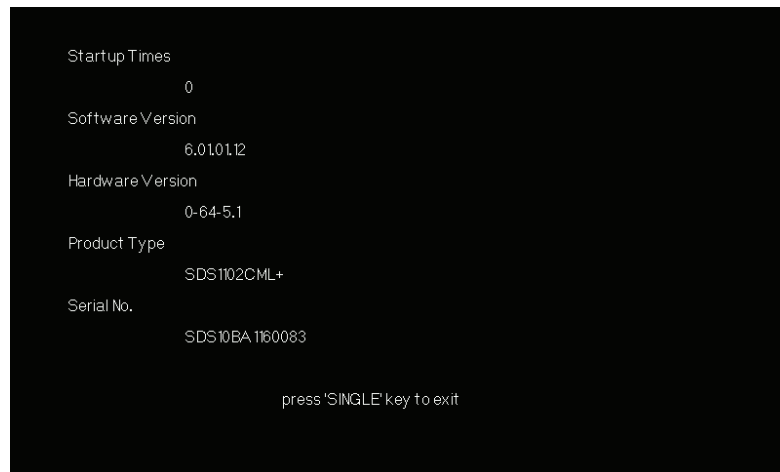 Startup Times
0
Software Version
6.01.01.12
Hardware Version
0-64-5.1
Product Type
SDS1102CML+
Serial No.
SDS10BA1160083
press 'SINGLE' key to exit